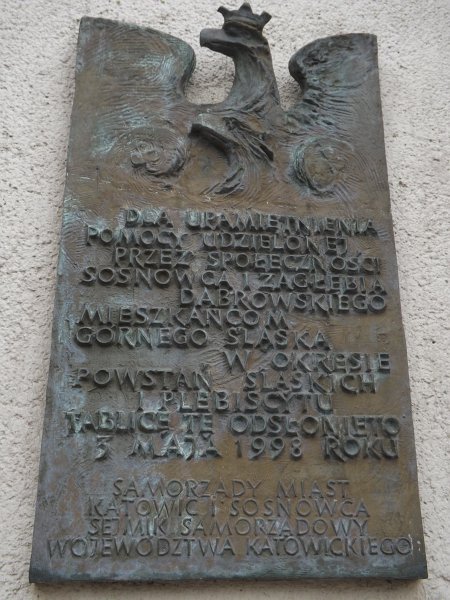 DLA UPAMIĘTNIENIA
POMOCY UDZIELONEJ
PRZEZ SPOŁECZNOŚCI
SOSNOWCA I ZAGŁĘBIA
DĄBROWSKIEGO
MIESZKAŃCOM
GÓRNEGO ŚLĄSKA
W OKRESIE
POWSTAŃ ŚLĄSKICH
I PLEBISCYTU
TABLICĘ TĘ ODSŁONIĘTO
3 MAJA 1998 ROKU
SAMORZĄDY MIAST
KATOWIC I SOSNOWCA
SEJMIK SAMORZĄDOWY
WOJEWÓDZTWA KATOWICKIEGO